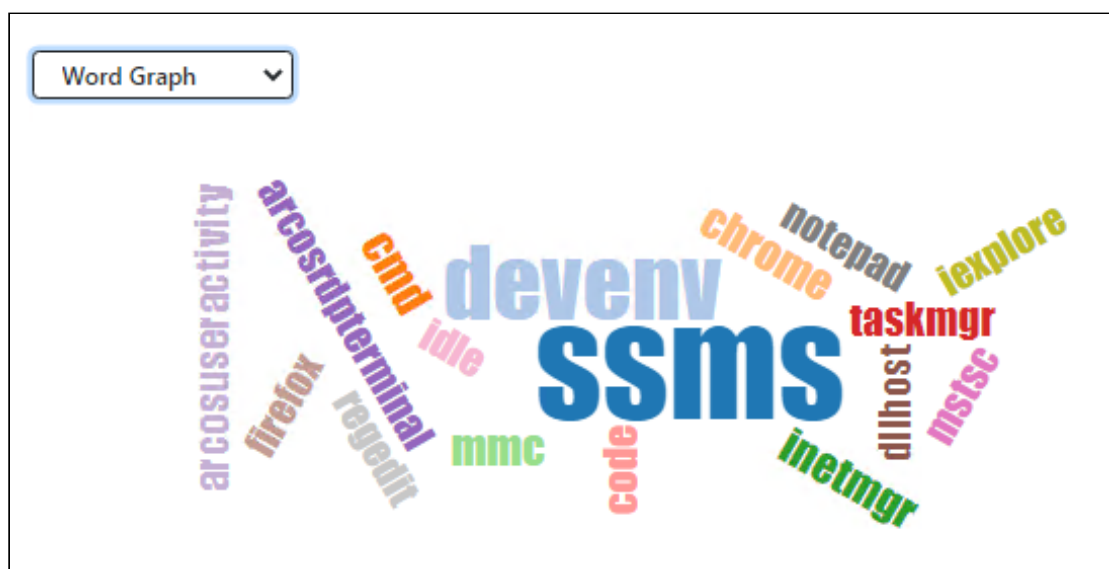 Word Graph
arcosuseractivity
arcosrdpterminal
cmd
idle
firefox
regedit
devenv
ssms
mmc
code
chrome
notepad
iexplore
taskmgr
dllhost
mstsc
inetmgr